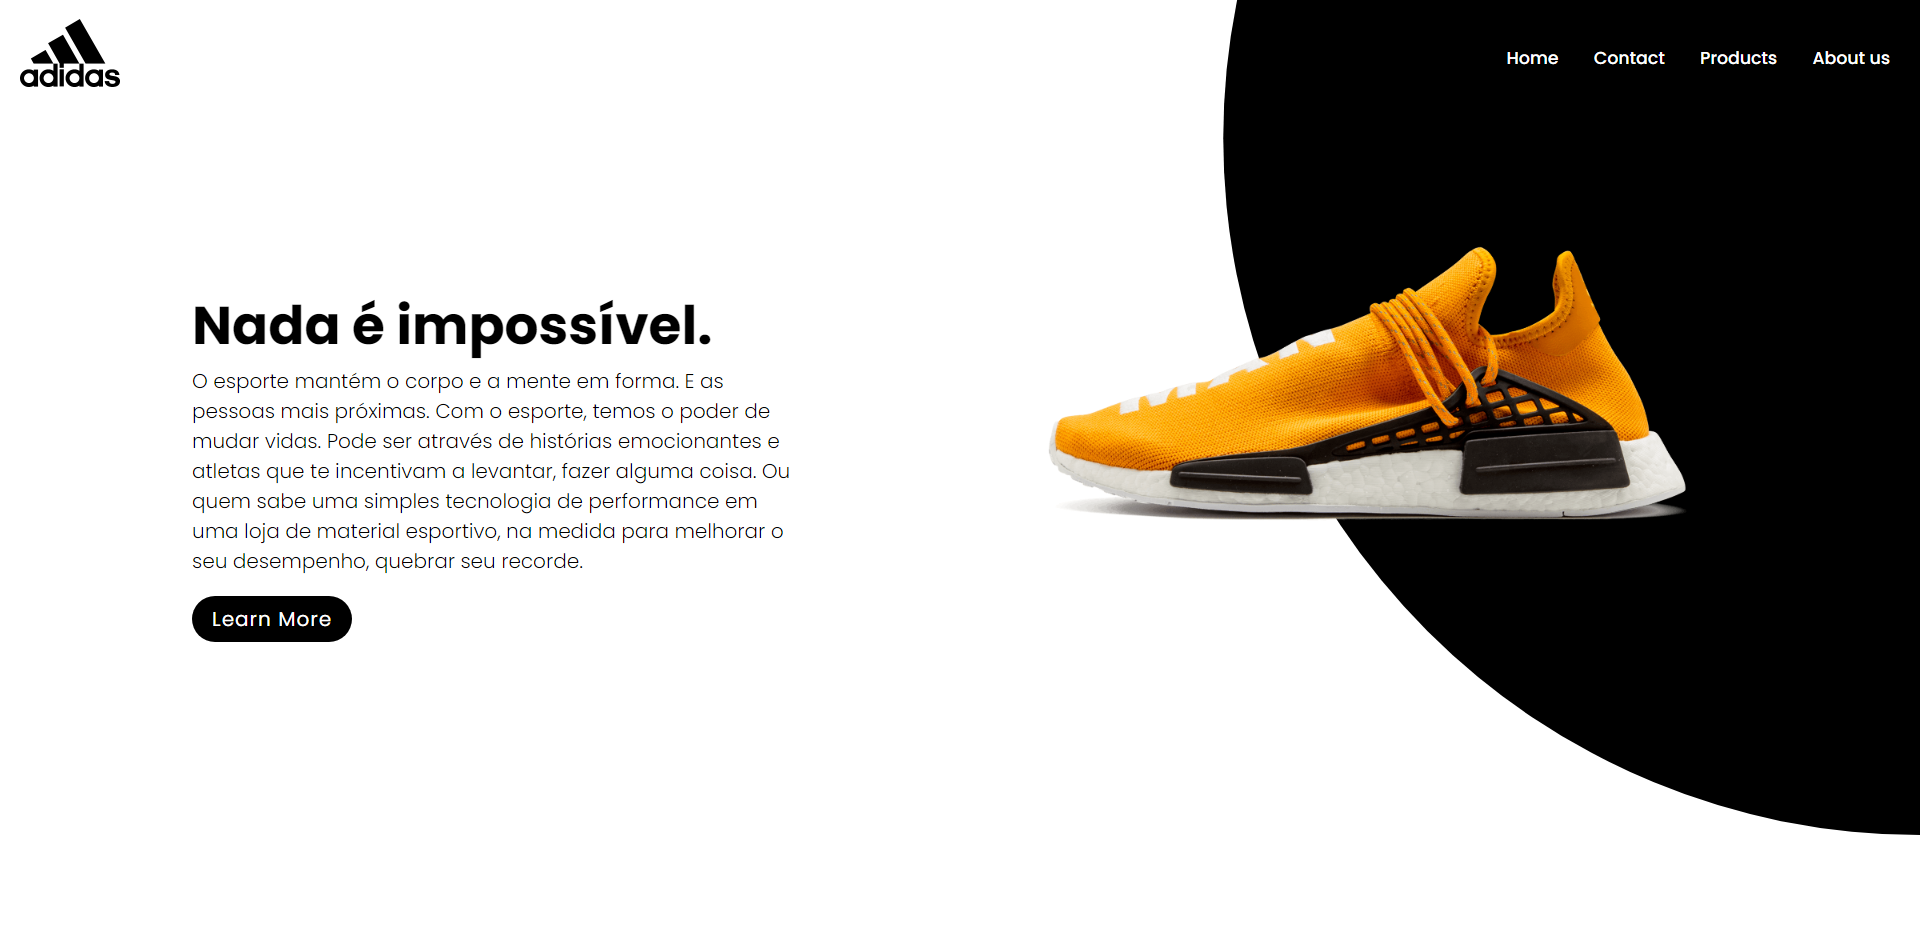 adidas
Home Contact Products About us
Nada é impossível.
O esporte mantém o corpo e a mente em forma. E as
pessoas mais próximas. Com o esporte, temos o poder de
mudar vidas. Pode ser através de histórias emocionantes e
atletas que te incentivam a levantar, fazer alguma coisa. Ou
quem sabe uma simples tecnologia de performance em
uma loja de material esportivo, na medida para melhorar o
seu desempenho, quebrar seu recorde.
Learn More